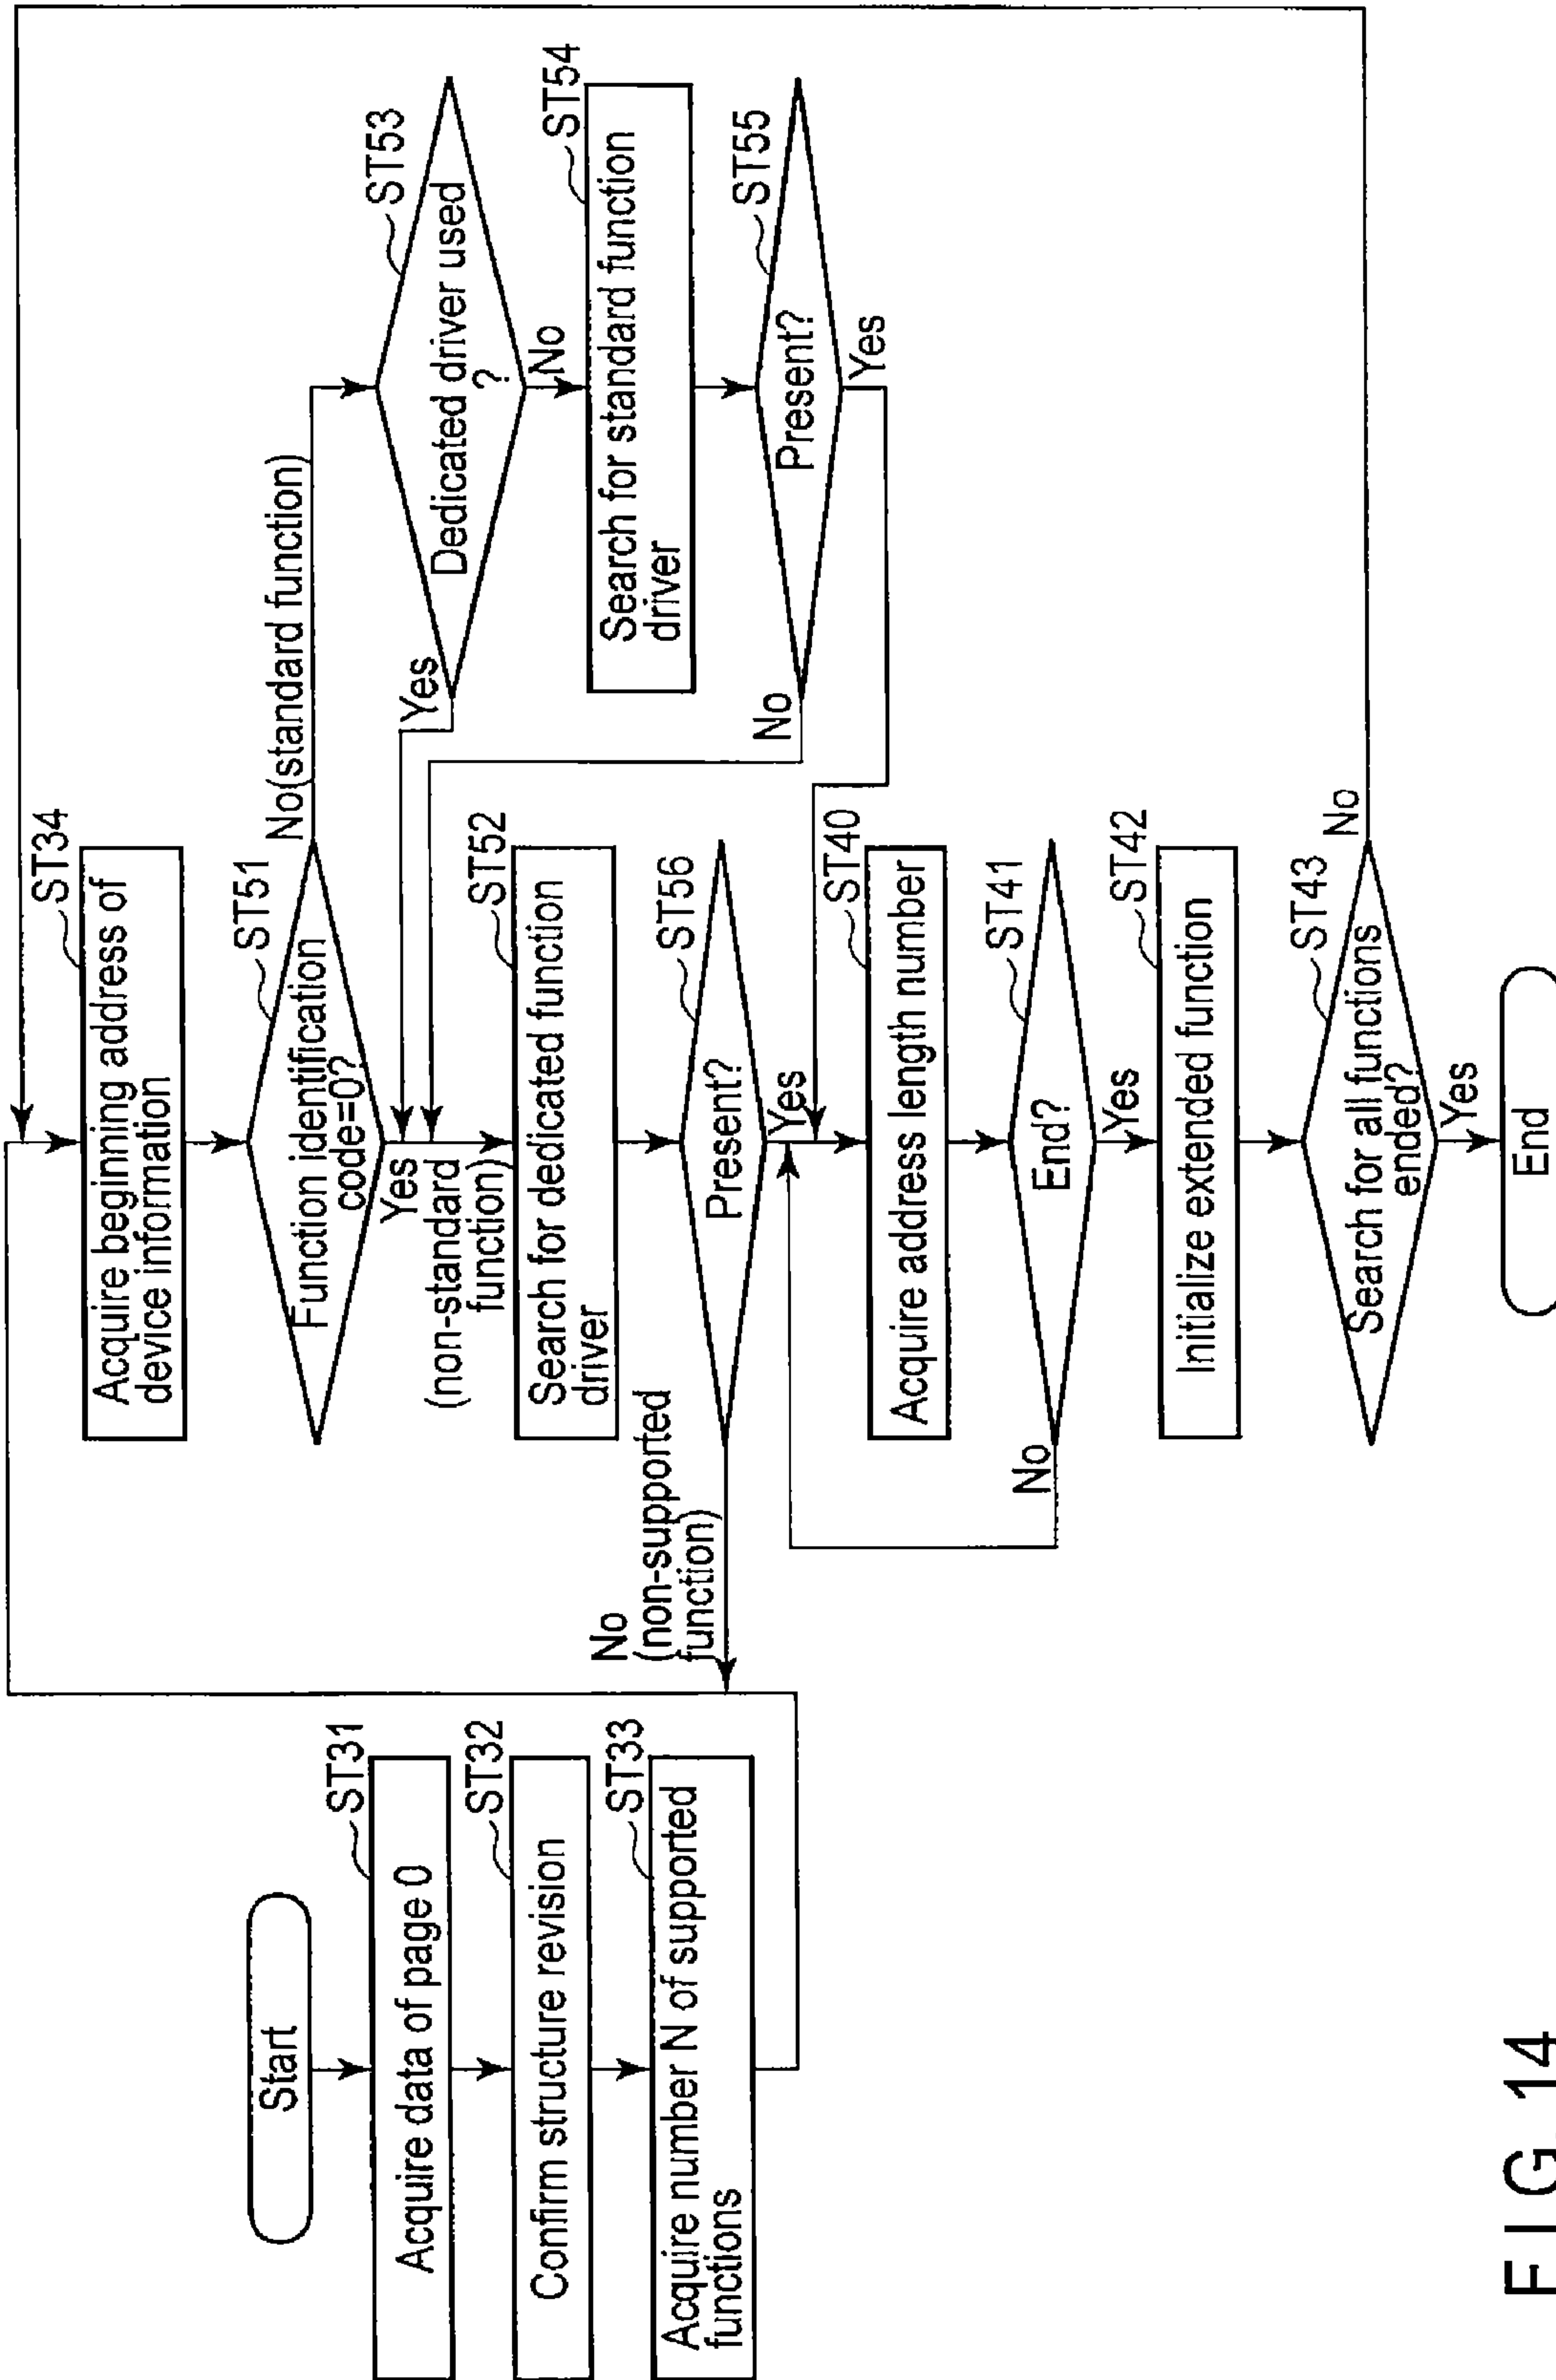 Start
ST31
Acquire data of page 0
ST32
Confirm structure revision
ST33
Acquire number N of supported
functions
ST34
Acquire beginning address of
device information
ST51
Function identification
code=0?
No(standard function)
Yes
(non-standard
function)
ST52
Search for dedicated function
driver
ST56
Present?
No
(non-supported
function)
Yes
ST40
Acquire address length number
ST41
End?
No
Yes
ST42
Initialize extended function
ST43
Search for all functions
ended?
No
Yes
End
ST53
Dedicated driver used
?
Yes
No
ST54
Search for standard function
driver
ST55
Present?
No
Yes
FIG. 14